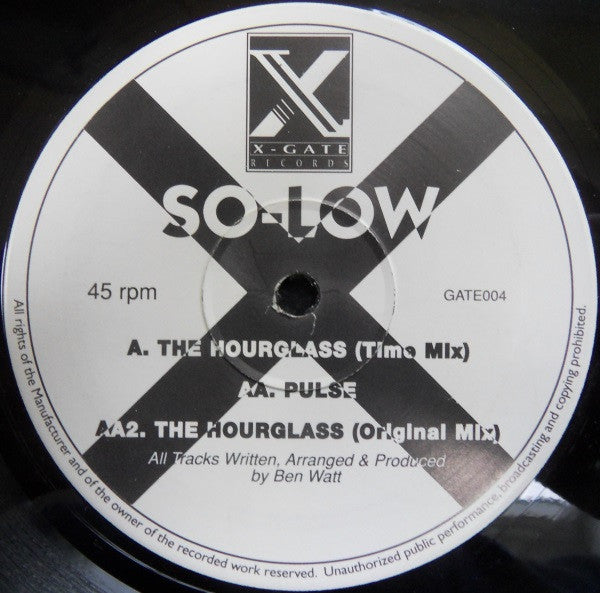 X-GATE
RECORDS
SO-LOW
45 rpm
GATE004
A. THE HOURGLASS (Time Mix)
AA. PULSE
AA2. THE HOURGLASS (Original Mix)
All Tracks Written, Arranged & Produced
by Ben Watt
All rights of the Manufacturer and of the owner of the recorded work reserved. Unauthorized public performance, broadcasting and copying prohibited.